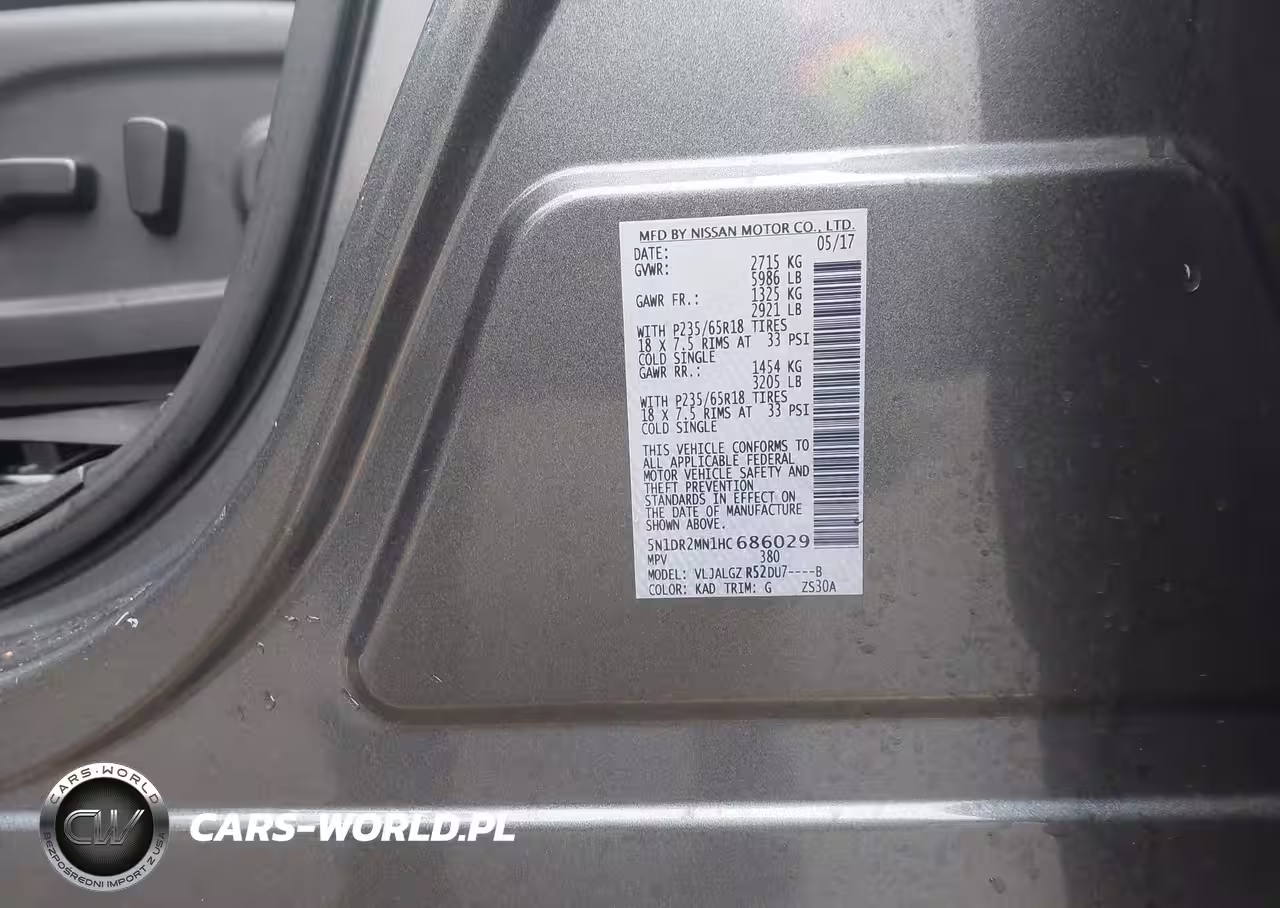 MFD BY NISSAN MOTOR CO., LTD.
DATE: 05/17
GVWR: 2715 KG
5986 LB
GAWR FR.: 1325 KG
2921 LB
WITH P235/65R18 TIRES
18 X 7.5 RIMS AT 33 PSI
COLD SINGLE
GAWR RR.: 1454 KG
3205 LB
WITH P235/65R18 TIRES
18 X 7.5 RIMS AT 33 PSI
COLD SINGLE
THIS VEHICLE CONFORMS TO
ALL APPLICABLE FEDERAL
MOTOR VEHICLE SAFETY AND
THEFT PREVENTION
STANDARDS IN EFFECT ON
THE DATE OF MANUFACTURE
SHOWN ABOVE.
5N1DR2MN1HC686029
MPV 380
MODEL: VLJALGZ R52DU7----B
COLOR: KAD TRIM: G ZS30A
CARS-WORLD
CW
BEZPOŚREDNI IMPORT Z USA
CARS-WORLD.PL